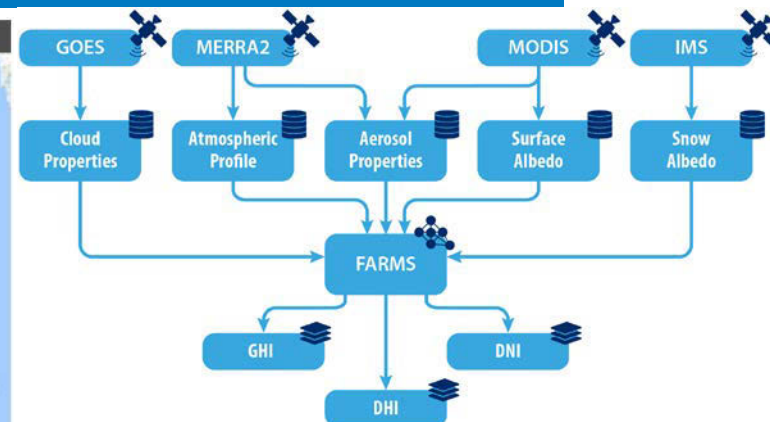 GOES
MERRA2
MODIS
IMS
Cloud
Properties
Atmospheric
Profile
Aerosol
Properties
Surface
Albedo
Snow
Albedo
FARMS
GHI
DNI
DHI